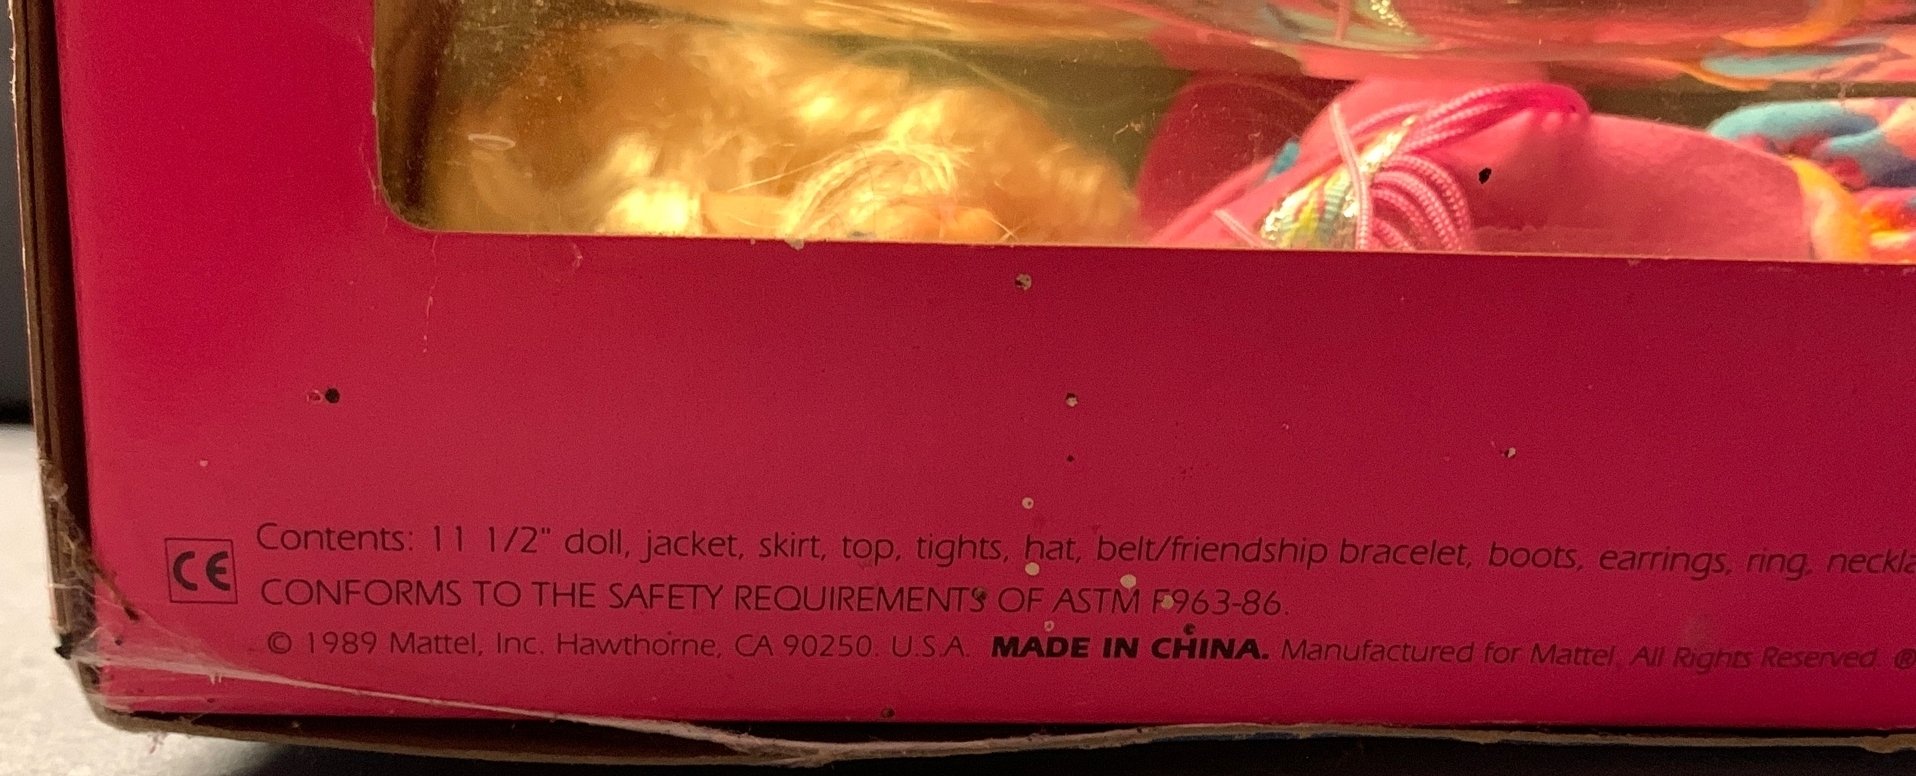 CE
Contents: 11 1/2" doll, jacket, skirt, top, tights, hat, belt/friendship bracelet, boots, earrings, ring, neckla
CONFORMS TO THE SAFETY REQUIREMENTS OF ASTM F963-86.
© 1989 Mattel, Inc. Hawthorne, CA 90250. U.S.A. MADE IN CHINA. Manufactured for Mattel. All Rights Reserved. ®